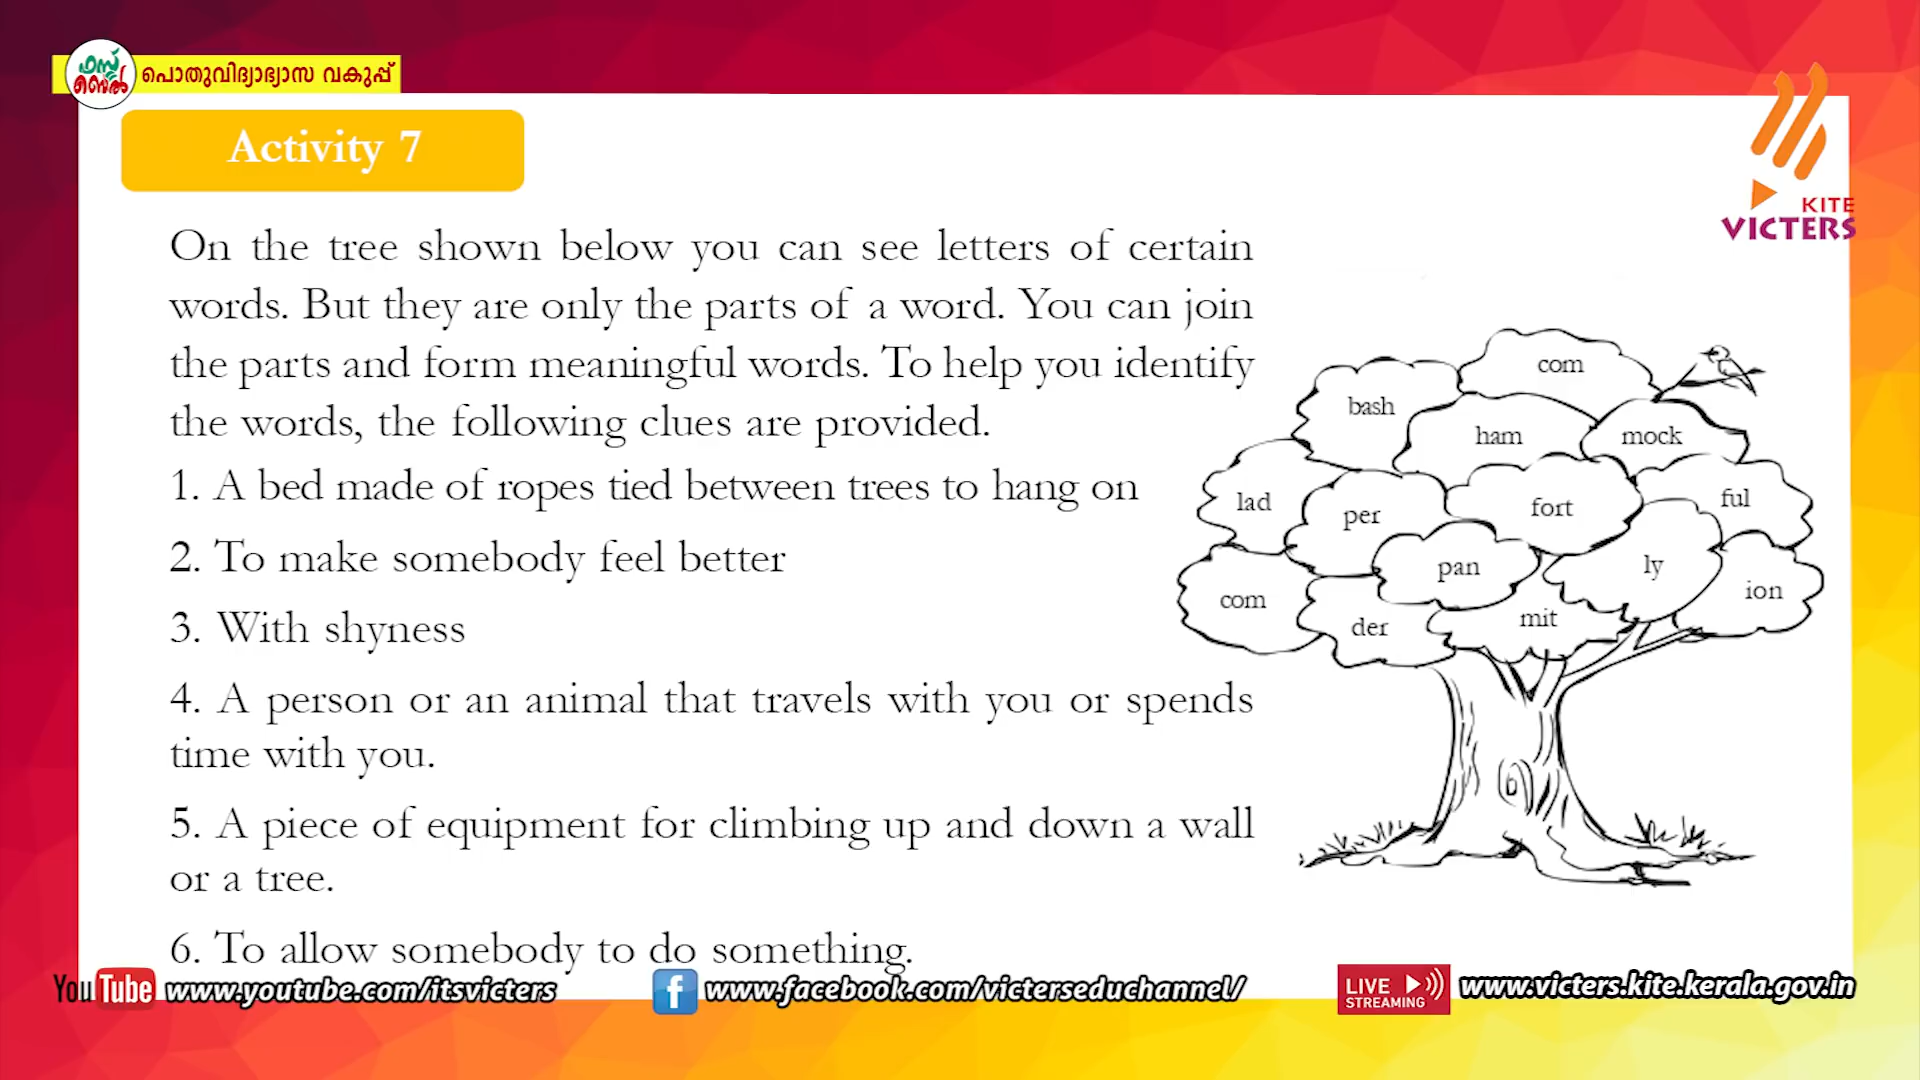 ഫസ്റ്റ്
ബെൽ
പൊതുവിദ്യാഭ്യാസ വകുപ്പ്
Activity 7
KITE
VICTERS
On the tree shown below you can see letters of certain
words. But they are only the parts of a word. You can join
the parts and form meaningful words. To help you identify
the words, the following clues are provided.
1. A bed made of ropes tied between trees to hang on
2. To make somebody feel better
3. With shyness
4. A person or an animal that travels with you or spends
time with you.
5. A piece of equipment for climbing up and down a wall
or a tree.
6. To allow somebody to do something.
com
bash
ham
mock
lad
per
fort
ful
com
pan
ly
ion
der
mit
YouTube www.youtube.com/itsvicters
f www.facebook.com/victerseduchannel/
LIVE
STREAMING
www.victers.kite.kerala.gov.in